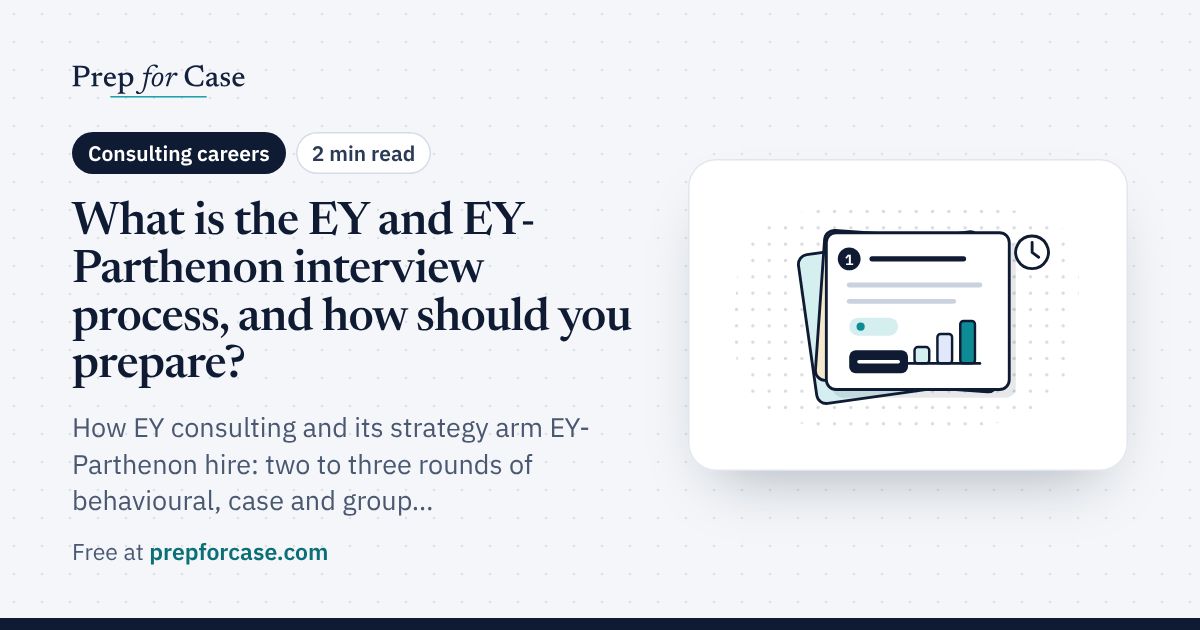 Prep for Case
Consulting careers
2 min read
What is the EY and EY-
Parthenon interview
process, and how should you
prepare?
How EY consulting and its strategy arm EY-
Parthenon hire: two to three rounds of
behavioural, case and group...
Free at prepforcase.com
1